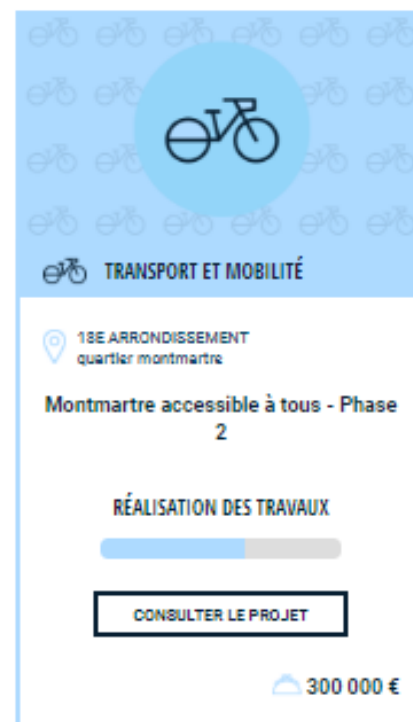 TRANSPORT ET MOBILITÉ
18E ARRONDISSEMENT
quartier montmartre
Montmartre accessible à tous - Phase
2
RÉALISATION DES TRAVAUX
CONSULTER LE PROJET
300 000 €